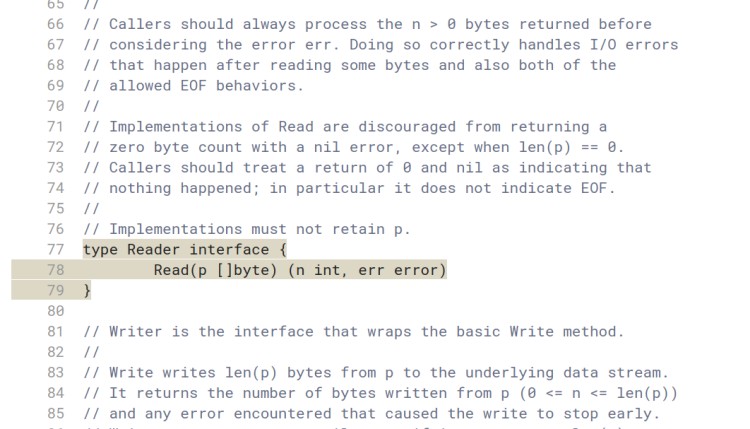 65 //
66 // Callers should always process the n > 0 bytes returned before
67 // considering the error err. Doing so correctly handles I/O errors
68 // that happen after reading some bytes and also both of the
69 // allowed EOF behaviors.
70 //
71 // Implementations of Read are discouraged from returning a
72 // zero byte count with a nil error, except when len(p) == 0.
73 // Callers should treat a return of 0 and nil as indicating that
74 // nothing happened; in particular it does not indicate EOF.
75 //
76 // Implementations must not retain p.
77 type Reader interface {
78 Read(p []byte) (n int, err error)
79 }
80
81 // Writer is the interface that wraps the basic Write method.
82 //
83 // Write writes len(p) bytes from p to the underlying data stream.
84 // It returns the number of bytes written from p (0 <= n <= len(p))
85 // and any error encountered that caused the write to stop early.